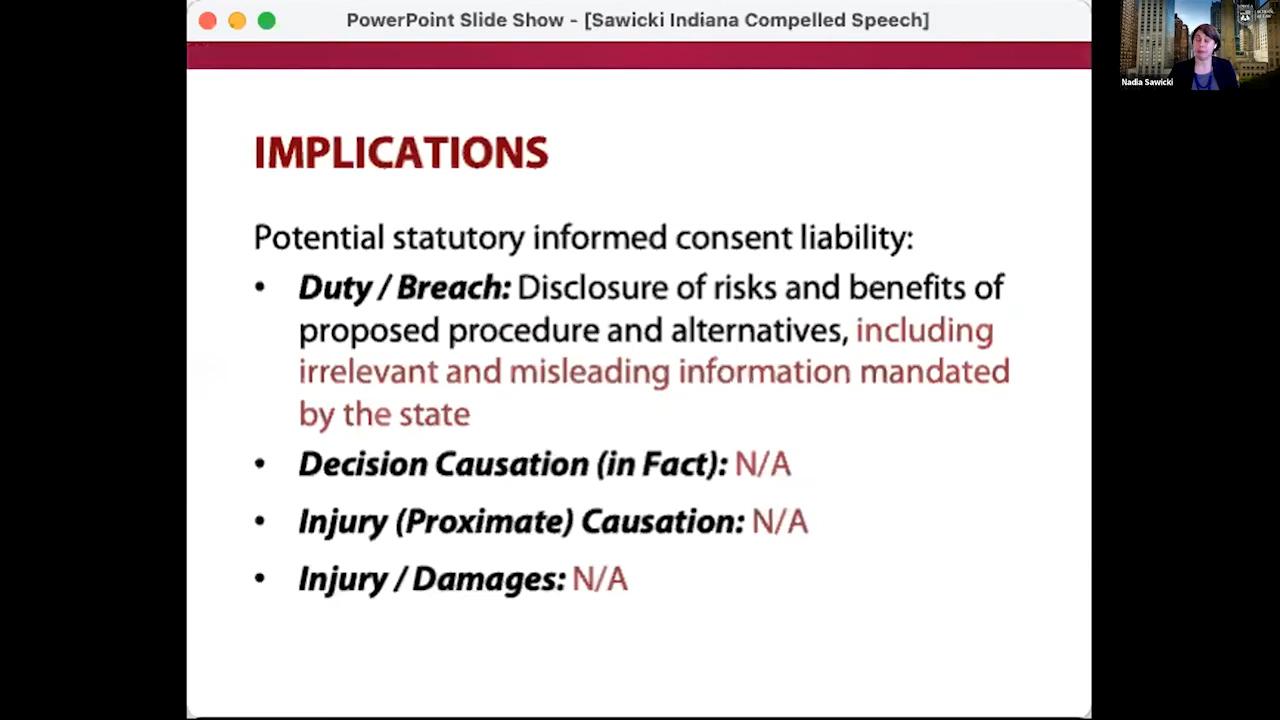 PowerPoint Slide Show - [Sawicki Indiana Compelled Speech]
Nadia Sawicki
IMPLICATIONS
Potential statutory informed consent liability:
• Duty / Breach: Disclosure of risks and benefits of
proposed procedure and alternatives, including
irrelevant and misleading information mandated
by the state
• Decision Causation (in Fact): N/A
• Injury (Proximate) Causation: N/A
• Injury / Damages: N/A